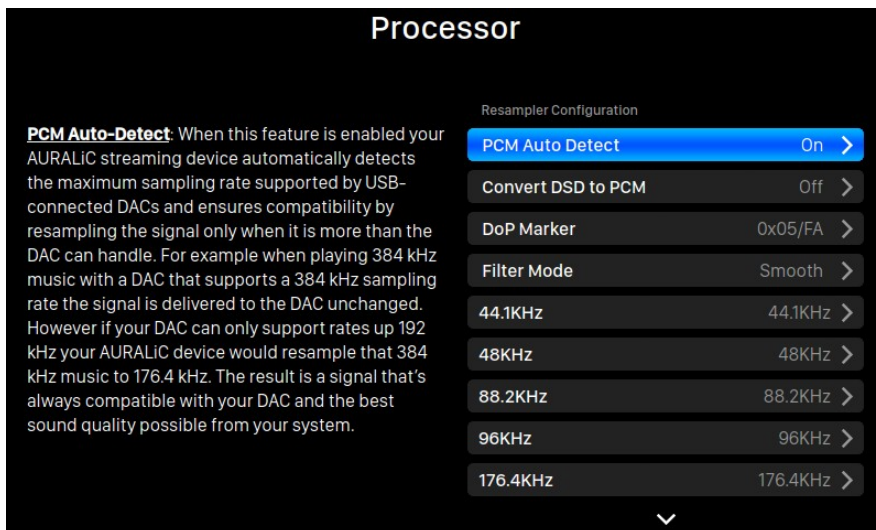 Processor
PCM Auto-Detect: When this feature is enabled your
AURALiC streaming device automatically detects
the maximum sampling rate supported by USB-
connected DACs and ensures compatibility by
resampling the signal only when it is more than the
DAC can handle. For example when playing 384 kHz
music with a DAC that supports a 384 kHz sampling
rate the signal is delivered to the DAC unchanged.
However if your DAC can only support rates up 192
kHz your AURALiC device would resample that 384
kHz music to 176.4 kHz. The result is a signal that's
always compatible with your DAC and the best
sound quality possible from your system.
Resampler Configuration
PCM Auto Detect On
Convert DSD to PCM Off
DoP Marker 0x05/FA
Filter Mode Smooth
44.1KHz 44.1KHz
48KHz 48KHz
88.2KHz 88.2KHz
96KHz 96KHz
176.4KHz 176.4KHz